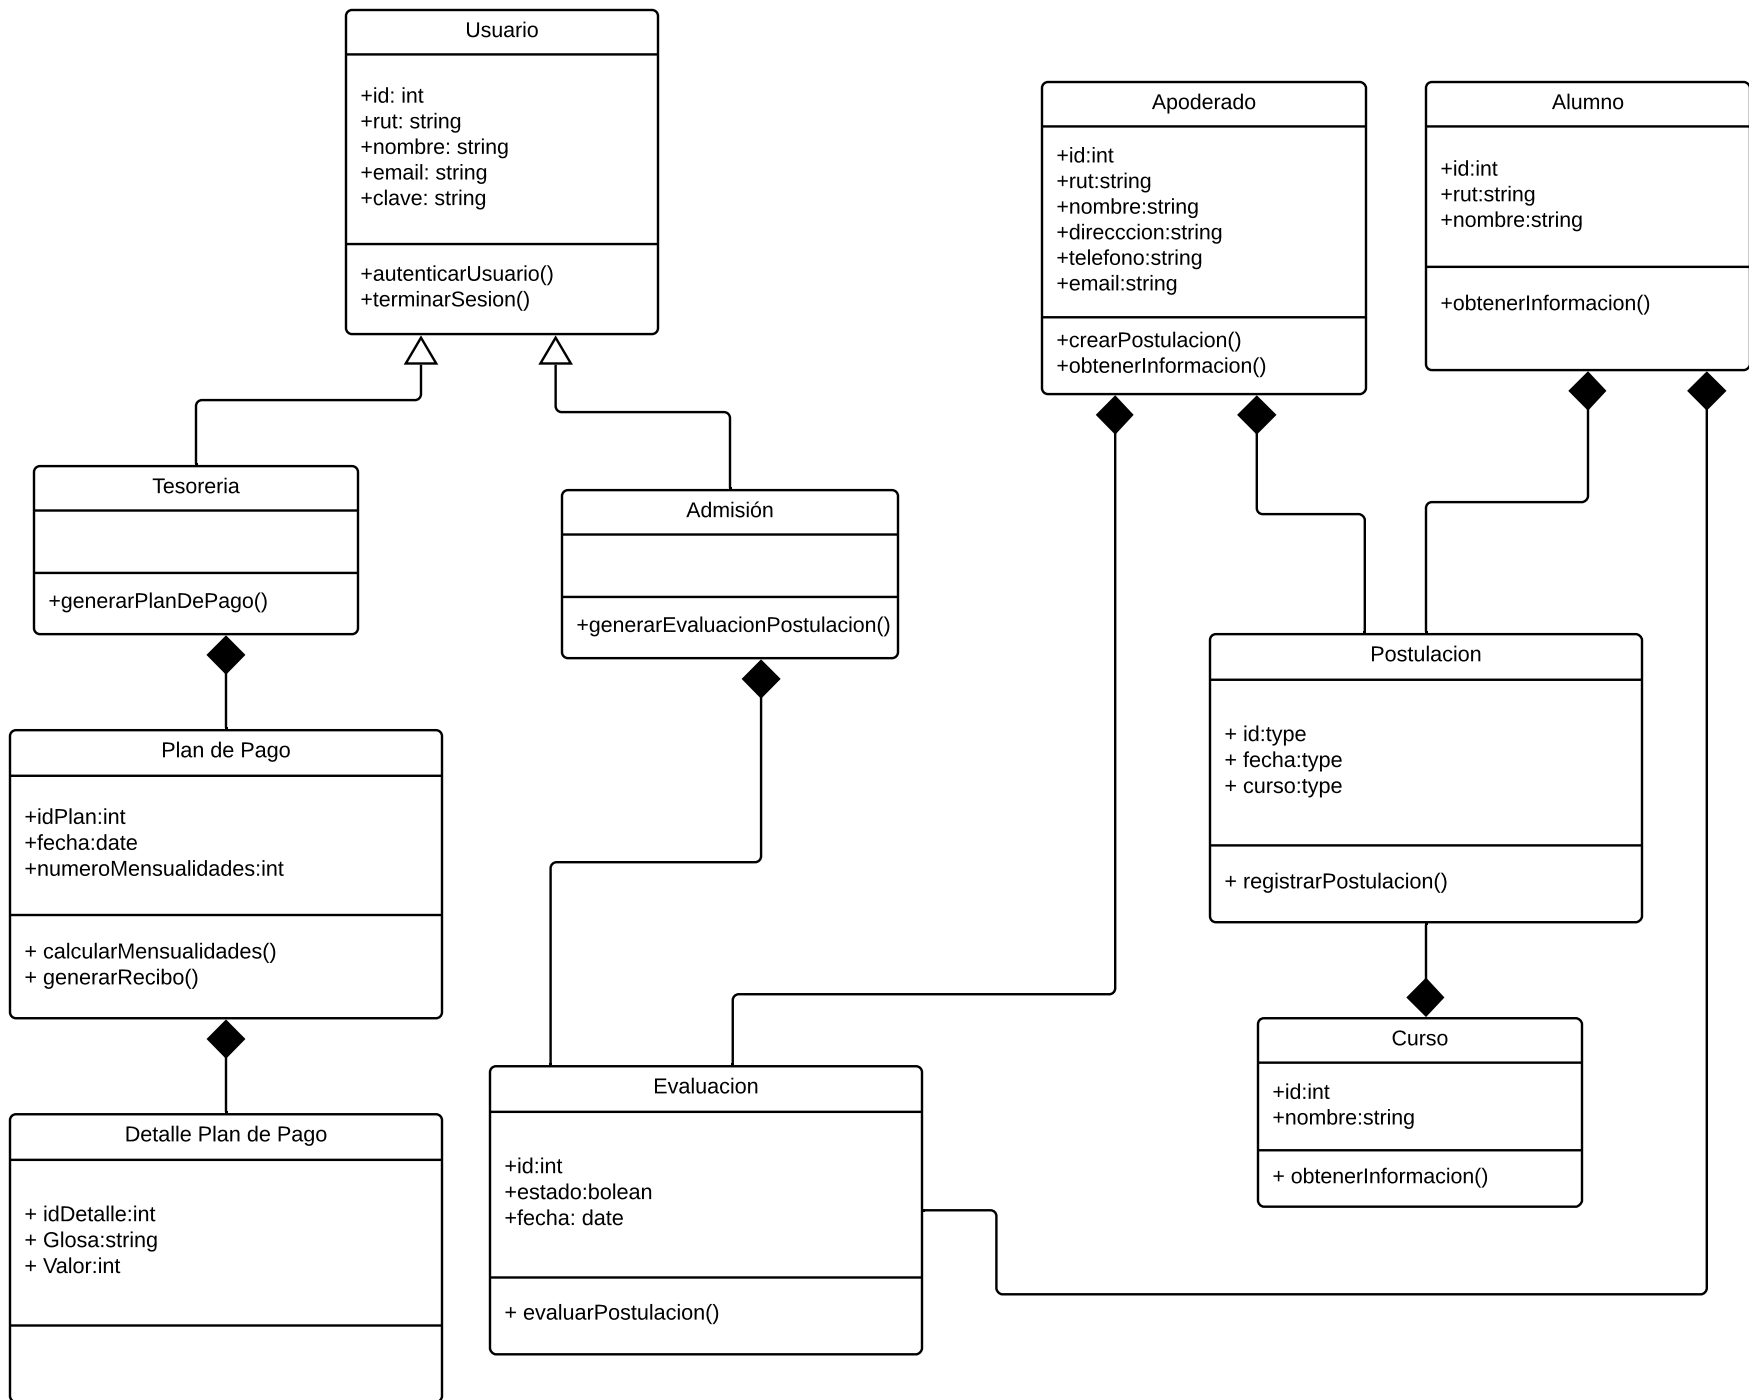 Usuario
+id: int
+rut: string
+nombre: string
+email: string
+clave: string
+autenticarUsuario()
+terminarSesion()
Apoderado
+id:int
+rut:string
+nombre:string
+direcccion:string
+telefono:string
+email:string
+crearPostulacion()
+obtenerInformacion()
Alumno
+id:int
+rut:string
+nombre:string
+obtenerInformacion()
Tesoreria
+generarPlanDePago()
Admisión
+generarEvaluacionPostulacion()
Postulacion
+ id:type
+ fecha:type
+ curso:type
+ registrarPostulacion()
Plan de Pago
+idPlan:int
+fecha:date
+numeroMensualidades:int
+ calcularMensualidades()
+ generarRecibo()
Curso
+id:int
+nombre:string
+ obtenerInformacion()
Evaluacion
+id:int
+estado:bolean
+fecha: date
+ evaluarPostulacion()
Detalle Plan de Pago
+ idDetalle:int
+ Glosa:string
+ Valor:int